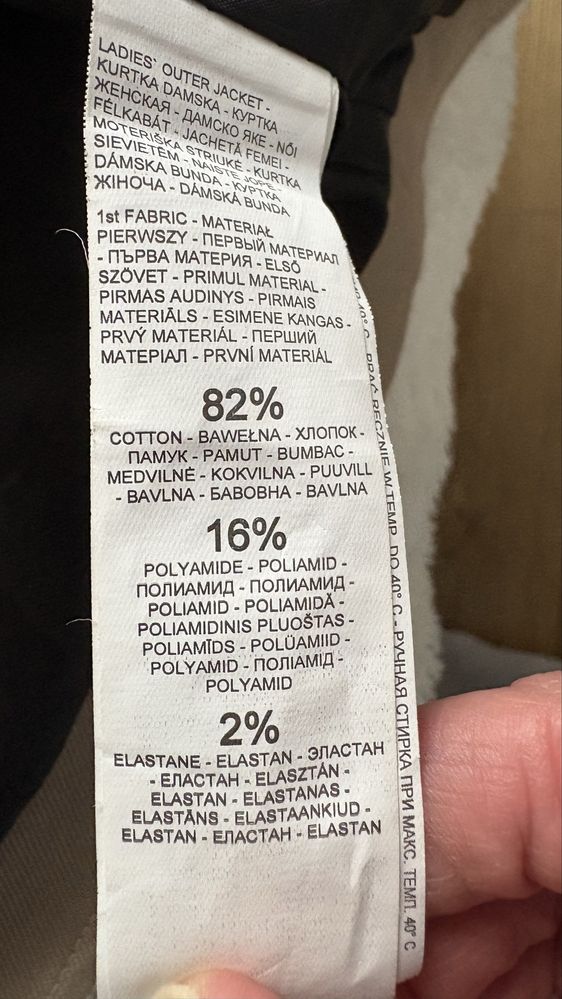 LADIES' OUTER JACKET -
KURTKA DAMSKA - КУРТКА
ЖЕНСКАЯ - ДАМСКО ЯКЕ - NŐI
FÉLKABÁT - JACHETĂ FEMEI -
MOTERIŠKA STRIUKĖ - KURTKA
SIEVIETĒM - NAISTE JOPE -
DÁMSKA BUNDA - КУРТКА
ЖІНОЧА - DÁMSKÁ BUNDA
1st FABRIC - MATERIAŁ
PIERWSZY - ПЕРВЫЙ МАТЕРИАЛ
- ПЪРВА МАТЕРИЯ - ELSŐ
SZÖVET - PRIMUL MATERIAL -
PIRMAS AUDINYS - PIRMAIS
MATERIĀLS - ESIMENE KANGAS -
PRVÝ MATERIÁL - ПЕРШИЙ
МАТЕРІАЛ - PRVNÍ MATERIÁL
82%
COTTON - BAWEŁNA - ХЛОПОК -
ПАМУК - PAMUT - BUMBAC -
MEDVILNĖ - KOKVILNA - PUUVILL
- BAVLNA - БАВОВНА - BAVLNA
16%
POLYAMIDE - POLIAMID -
ПОЛИАМИД - ПОЛИАМИД -
POLIAMID - POLIAMIDĂ -
POLIAMIDINIS PLUOŠTAS -
POLIAMĪDS - POLÜAMIID -
POLYAMID - ПОЛІАМІД -
POLYAMID
2%
ELASTANE - ELASTAN - ЭЛАСТАН
- ЕЛАСТАН - ELASZTÁN -
ELASTAN - ELASTANAS -
ELASTĀNS - ELASTAANKIUD -
ELASTAN - ЕЛАСТАН - ELASTAN
PRAĆ RĘCZNIE W TEMP. DO 40° C - РУЧНАЯ СТИРКА ПРИ МАКС. ТЕМП. 40° C